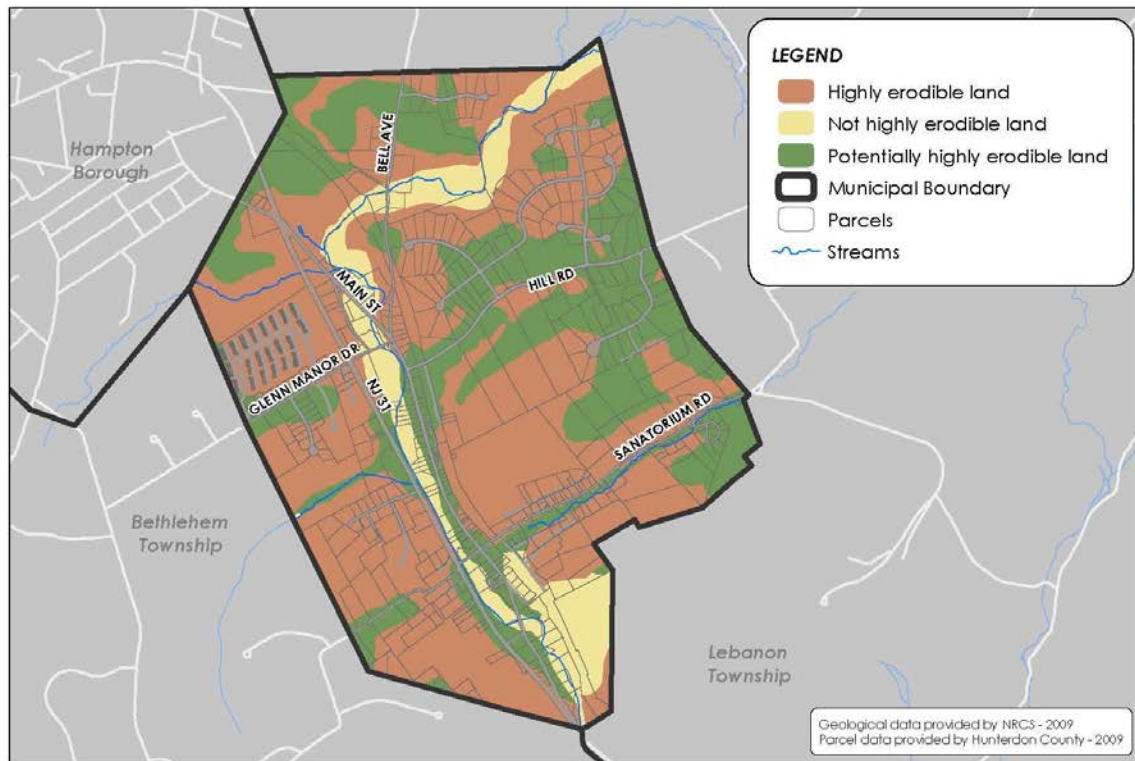 LEGEND
Highly erodible land
Not highly erodible land
Potentially highly erodible land
Municipal Boundary
Parcels
Streams
Hampton
Borough
BELL AVE
MAIN ST
HILL RD
GLENN MANOR DR
NJ 31
SANATORIUM RD
Bethlehem
Township
Lebanon
Township
Geological data provided by NRCS - 2009
Parcel data provided by Hunterdon County - 2009